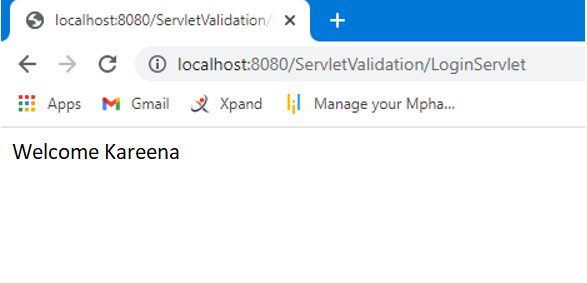 localhost:8080/ServletValidation/
localhost:8080/ServletValidation/LoginServlet
Apps Gmail Xpand Manage your Mpha...
Welcome Kareena